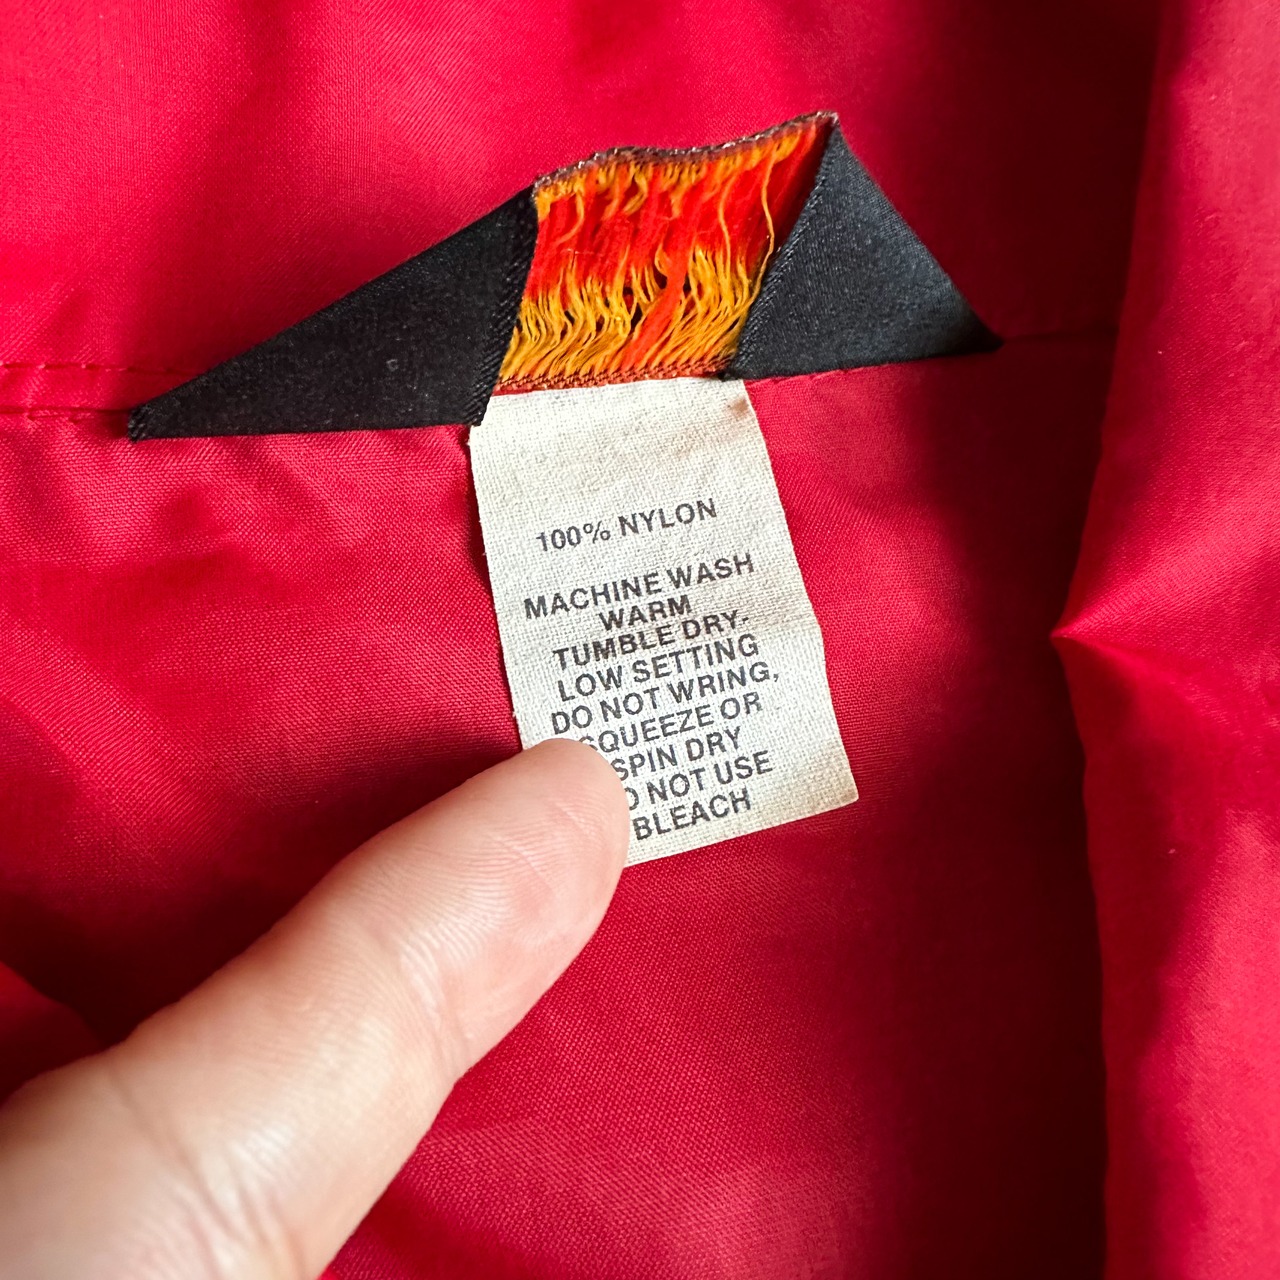 100% NYLON
MACHINE WASH
WARM
TUMBLE DRY-
LOW SETTING
DO NOT WRING,
SQUEEZE OR
SPIN DRY
NOT USE
BLEACH